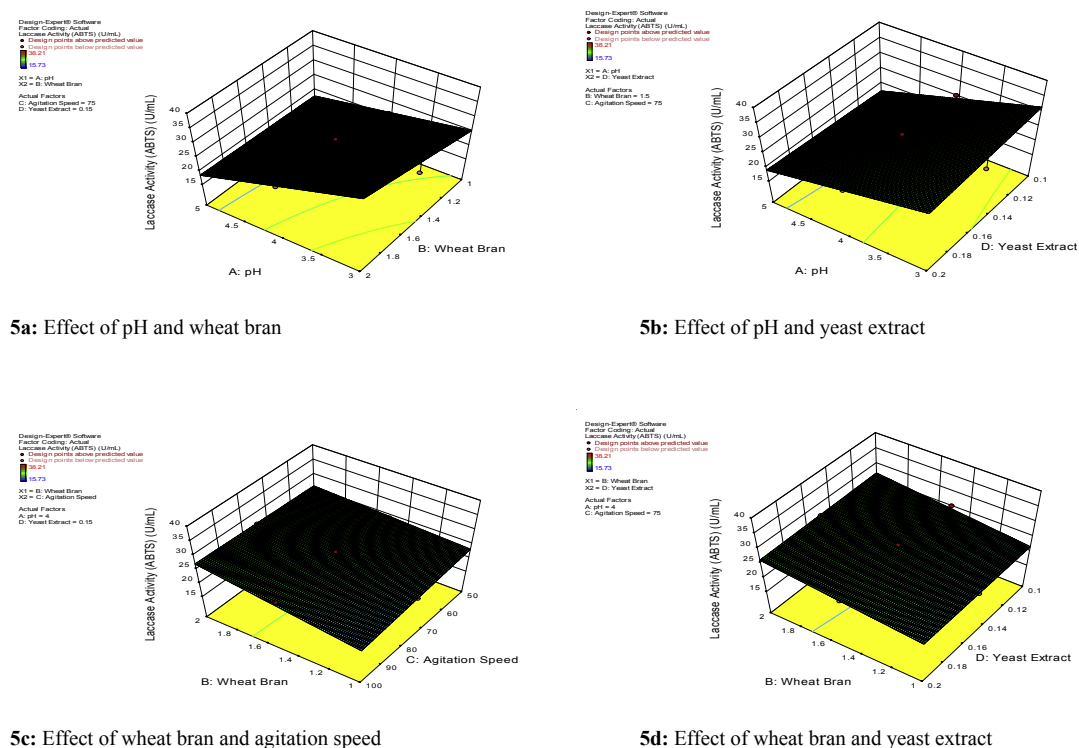 Design-Expert® Software
Factor Coding: Actual
Laccase Activity (ABTS) (U/mL)
Design points above predicted value
Design points below predicted value
38.21
15.73
X1 = A: pH
X2 = B: Wheat Bran
Actual Factors
C: Agitation Speed = 75
D: Yeast Extract = 0.15
Laccase Activity (ABTS) (U/mL)
40
35
30
25
20
15
5
4.5
4
3.5
3
2
1.8
1.6
1.4
1.2
1
A: pH
B: Wheat Bran
5a: Effect of pH and wheat bran
Design-Expert® Software
Factor Coding: Actual
Laccase Activity (ABTS) (U/mL)
Design points above predicted value
Design points below predicted value
38.21
15.73
X1 = A: pH
X2 = D: Yeast Extract
Actual Factors
B: Wheat Bran = 1.5
C: Agitation Speed = 75
Laccase Activity (ABTS) (U/mL)
40
35
30
25
20
15
5
4.5
4
3.5
3
0.2
0.18
0.16
0.14
0.12
0.1
A: pH
D: Yeast Extract
5b: Effect of pH and yeast extract
Design-Expert® Software
Factor Coding: Actual
Laccase Activity (ABTS) (U/mL)
Design points above predicted value
Design points below predicted value
38.21
15.73
X1 = B: Wheat Bran
X2 = C: Agitation Speed
Actual Factors
A: pH = 4
D: Yeast Extract = 0.15
Laccase Activity (ABTS) (U/mL)
40
35
30
25
20
15
2
1.8
1.6
1.4
1.2
1
100
90
80
70
60
50
B: Wheat Bran
C: Agitation Speed
5c: Effect of wheat bran and agitation speed
Design-Expert® Software
Factor Coding: Actual
Laccase Activity (ABTS) (U/mL)
Design points above predicted value
Design points below predicted value
38.21
15.73
X1 = B: Wheat Bran
X2 = D: Yeast Extract
Actual Factors
A: pH = 4
C: Agitation Speed = 75
Laccase Activity (ABTS) (U/mL)
40
35
30
25
20
15
2
1.8
1.6
1.4
1.2
1
0.2
0.18
0.16
0.14
0.12
0.1
B: Wheat Bran
D: Yeast Extract
5d: Effect of wheat bran and yeast extract